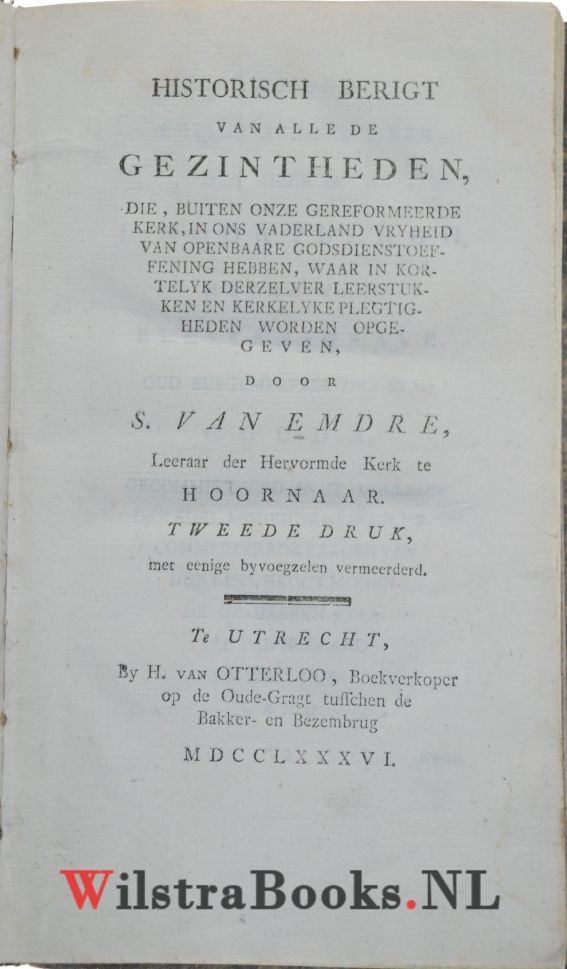 HISTORISCH BERIGT
VAN ALLE DE
GEZINTHEDEN,
DIE, BUITEN ONZE GEREFORMEERDE
KERK, IN ONS VADERLAND VRYHEID
VAN OPENBAARE GODSDIENSTOEF-
FENING HEBBEN, WAAR IN KOR-
TELYK DERZELVER LEERSTUK-
KEN EN KERKELYKE PLEGTIG-
HEDEN WORDEN OPGE-
GEVEN,
DOOR
S. VAN EMDRE,
Leeraar der Hervormde Kerk te
HOORNAAR.
TWEEDE DRUK,
met eenige byvoegzelen vermeerderd.
Te UTRECHT,
By H. VAN OTTERLOO, Boekverkoper
op de Oude-Gragt tuſſchen de
Bakker- en Bezembrug
MDCCLXXXVI.
WilstraBooks.NL